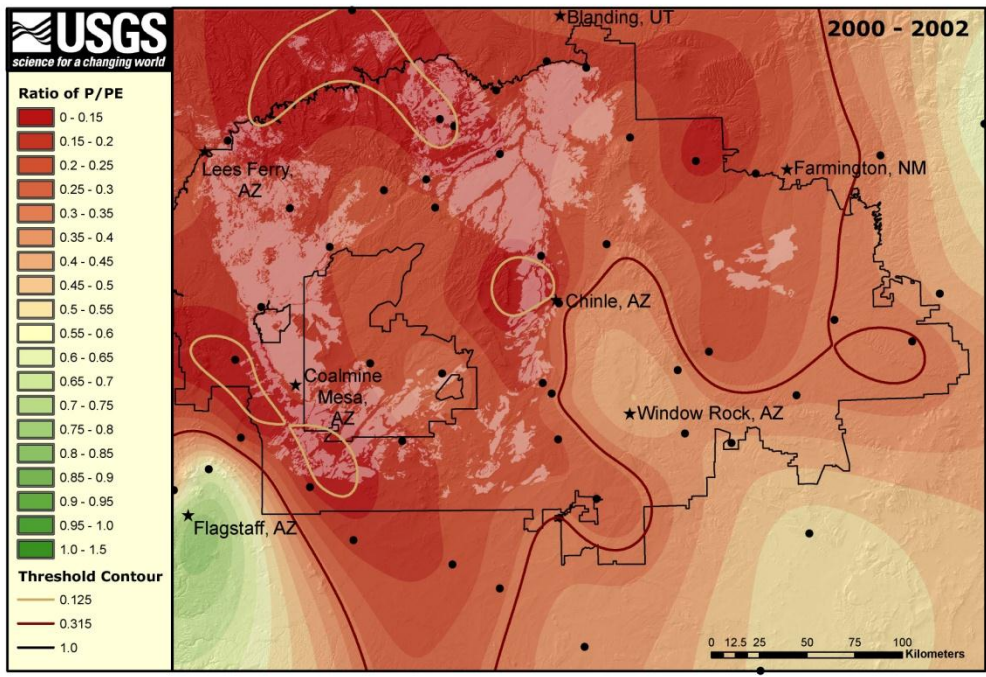 USGS
science for a changing world
Ratio of P/PE
0 - 0.15
0.15 - 0.2
0.2 - 0.25
0.25 - 0.3
0.3 - 0.35
0.35 - 0.4
0.4 - 0.45
0.45 - 0.5
0.5 - 0.55
0.55 - 0.6
0.6 - 0.65
0.65 - 0.7
0.7 - 0.75
0.75 - 0.8
0.8 - 0.85
0.85 - 0.9
0.9 - 0.95
0.95 - 1.0
1.0 - 1.5
Threshold Contour
0.125
0.315
1.0
2000 - 2002
Blanding, UT
Lees Ferry,
AZ
Farmington, NM
Chinle, AZ
Coalmine
Mesa,
AZ
Window Rock, AZ
Flagstaff, AZ
0 12.5 25 50 75 100
Kilometers